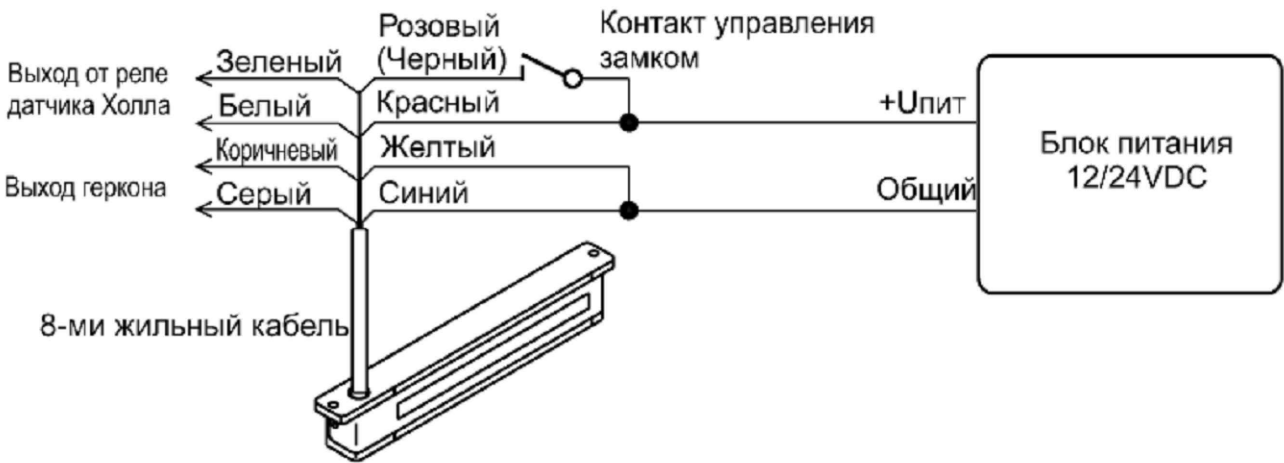 Выход от реле
датчика Холла
Зеленый
Белый
Розовый
(Черный)
Красный
Контакт управления
замком
Выход геркона
Коричневый
Серый
Желтый
Синий
+Uпит
Общий
Блок питания
12/24VDC
8-ми жильный кабель